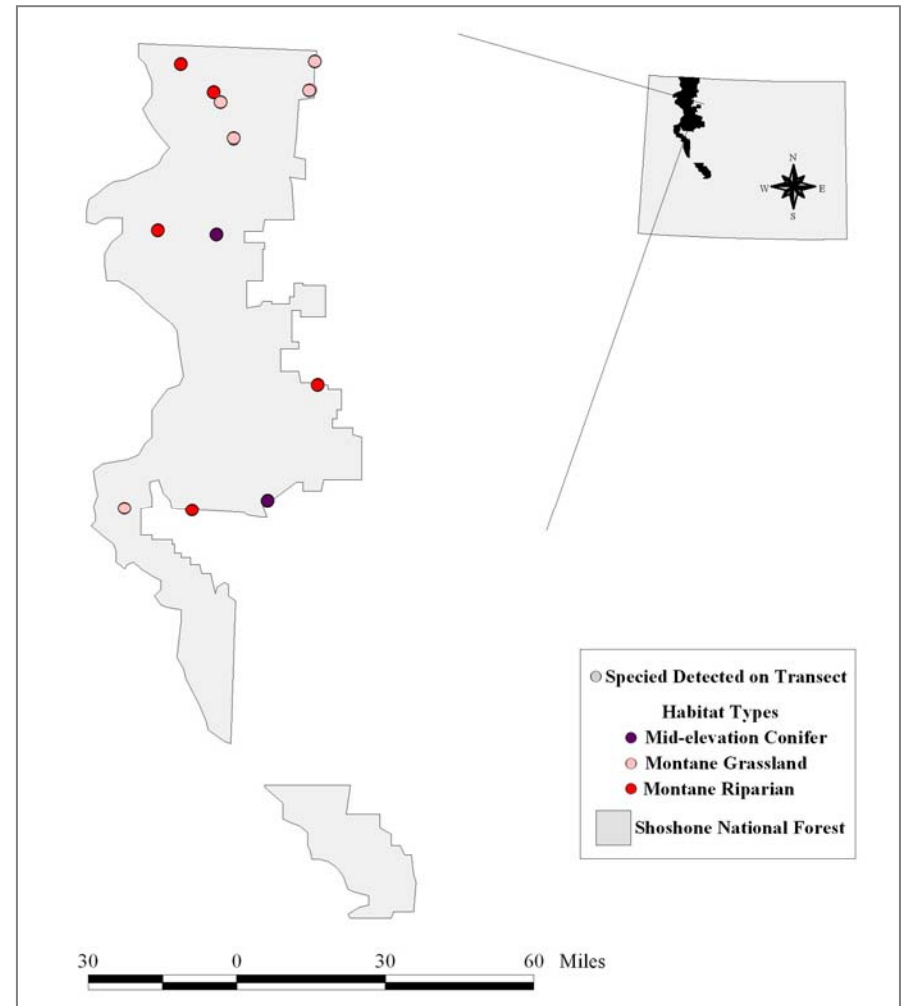 N
W E
S
Specied Detected on Transect
Habitat Types
Mid-elevation Conifer
Montane Grassland
Montane Riparian
Shoshone National Forest
30 0 30 60 Miles